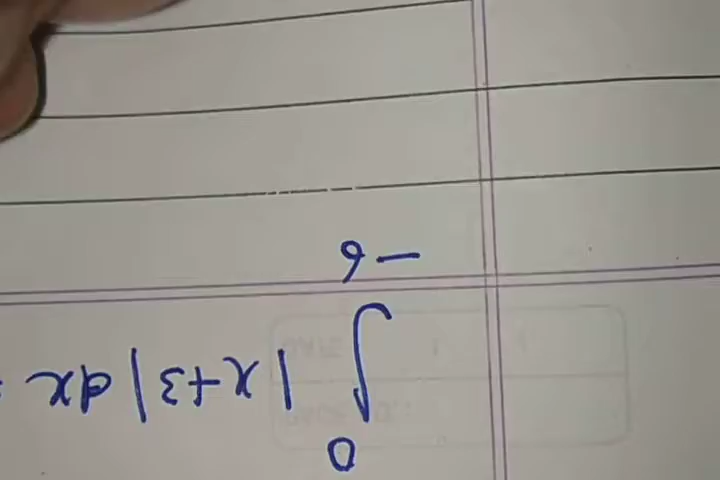 ∫_{-6}^{0} |x+3| dx =